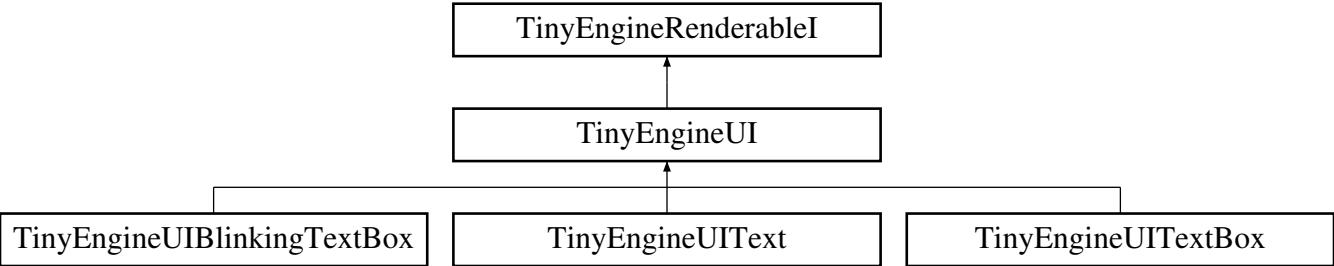 TinyEngineRenderableI
TinyEngineUI
TinyEngineUIBlinkingTextBox
TinyEngineUIText
TinyEngineUITextBox